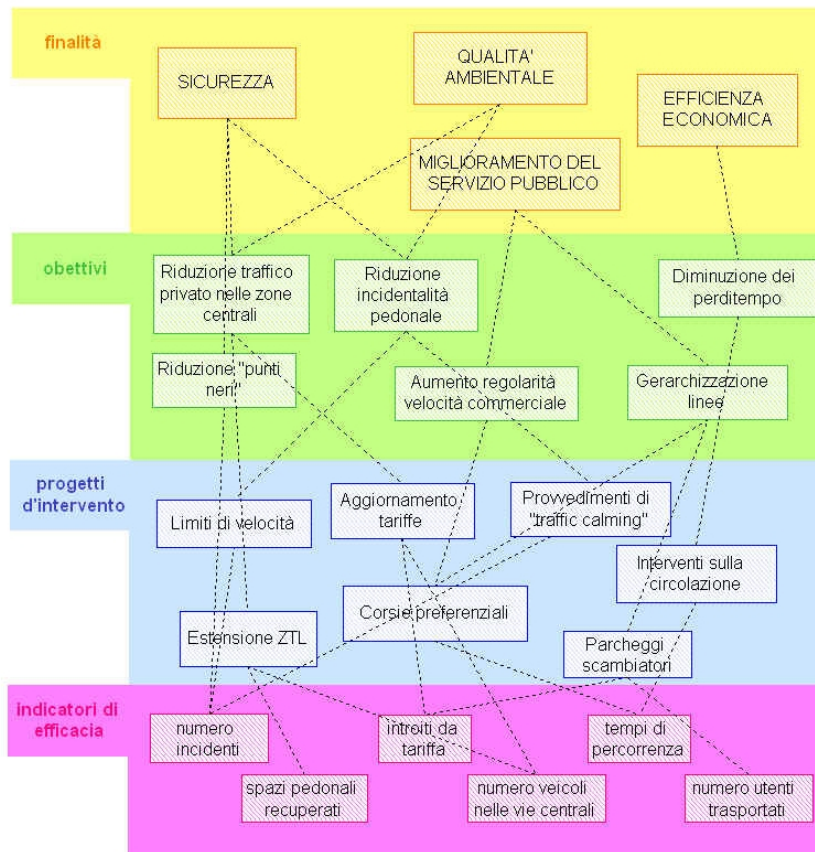 finalità
SICUREZZA
QUALITA'
AMBIENTALE
EFFICIENZA
ECONOMICA
MIGLIORAMENTO DEL
SERVIZIO PUBBLICO
obettivi
Riduzione traffico
privato nelle zone
centrali
Riduzione
incidentalità
pedonale
Diminuzione dei
perditempo
Riduzione "punti
neri"
Aumento regolarità
velocità commerciale
Gerarchizzazione
linee
progetti
d'intervento
Limiti di velocità
Aggiornamento
tariffe
Provvedimenti di
"traffic calming"
Interventi sulla
circolazione
Estensione ZTL
Corsie preferenziali
Parcheggi
scambiatori
indicatori di
efficacia
numero
incidenti
introiti da
tariffa
tempi di
percorrenza
spazi pedonali
recuperati
numero veicoli
nelle vie centrali
numero utenti
trasportati